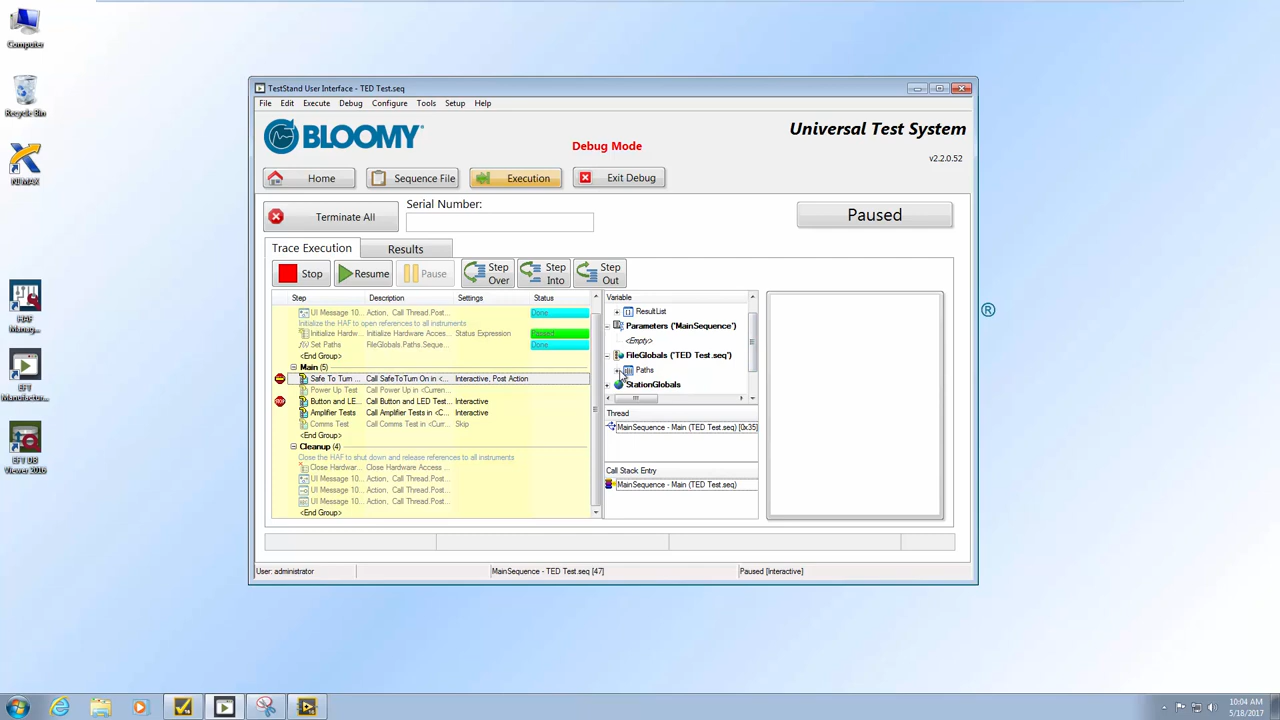 Computer
Recycle Bin
NI MAX
HAF
Manag...
EFT
Manufactur...
EFT DB
Viewer 2016
TestStand User Interface - TED Test.seq
File Edit Execute Debug Configure Tools Setup Help
BLOOMY®
Debug Mode
Universal Test System
v2.2.0.52
Home
Sequence File
Execution
Exit Debug
Terminate All
Serial Number:
Paused
Trace Execution
Results
Stop
Resume
Pause
Step
Over
Step
Into
Step
Out
Step Description Settings Status
UI Message 10... Action, Call Thread.Post... Done
Initialize the HAF to open references to all instruments
Initialize Hardw... Initialize Hardware Acces... Status Expression Passed
Set Paths FileGlobals.Paths.Seque... Done
<End Group>
Main (5)
Safe To Turn ... Call SafeToTurn On in <... Interactive, Post Action
Power Up Test Call Power Up in <Curren...
Button and LED... Call Button and LED Test... Interactive
Amplifier Tests Call Amplifier Tests in <C... Interactive
Comms Test Call Comms Test in <Curr... Skip
<End Group>
Cleanup (4)
Close the HAF to shut down and release references to all instruments
Close Hardwar... Close Hardware Access ...
UI Message 10... Action, Call Thread.Post...
UI Message 10... Action, Call Thread.Post...
UI Message 10... Action, Call Thread.Post...
<End Group>
Variable
ResultList
Parameters ("MainSequence")
<Empty>
FileGlobals ("TED Test.seq")
Paths
StationGlobals
Thread
MainSequence - Main (TED Test.seq) [0x35]
Call Stack Entry
MainSequence - Main (TED Test.seq)
®
User: administrator
MainSequence - TED Test.seq [47]
Paused [Interactive]
10:04 AM
5/18/2017